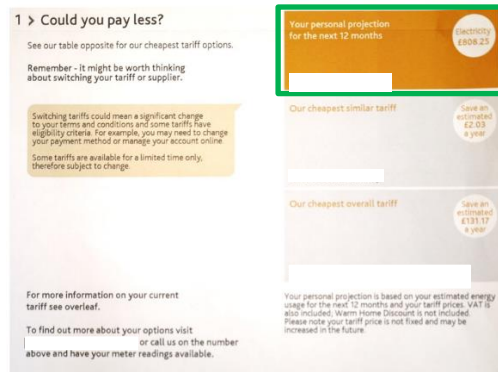 1 > Could you pay less?
See our table opposite for our cheapest tariff options.
Remember - it might be worth thinking
about switching your tariff or supplier.
Switching tariffs could mean a significant change
to your terms and conditions and some tariffs have
eligibility criteria. For example, you may need to change
your payment method or manage your account online.
Some tariffs are available for a limited time only,
therefore subject to change.
For more information on your current
tariff see overleaf.
To find out more about your options visit
or call us on the number
above and have your meter readings available.
Your personal projection
for the next 12 months
Electricity
£808.25
Our cheapest similar tariff
Save an
estimated
£2.03
a year
Our cheapest overall tariff
Save an
estimated
£131.17
a year
Your personal projection is based on your estimated energy
usage for the next 12 months and your tariff prices. VAT is
also included; Warm Home Discount is not included.
Please note your tariff price is not fixed and may be
increased in the future.